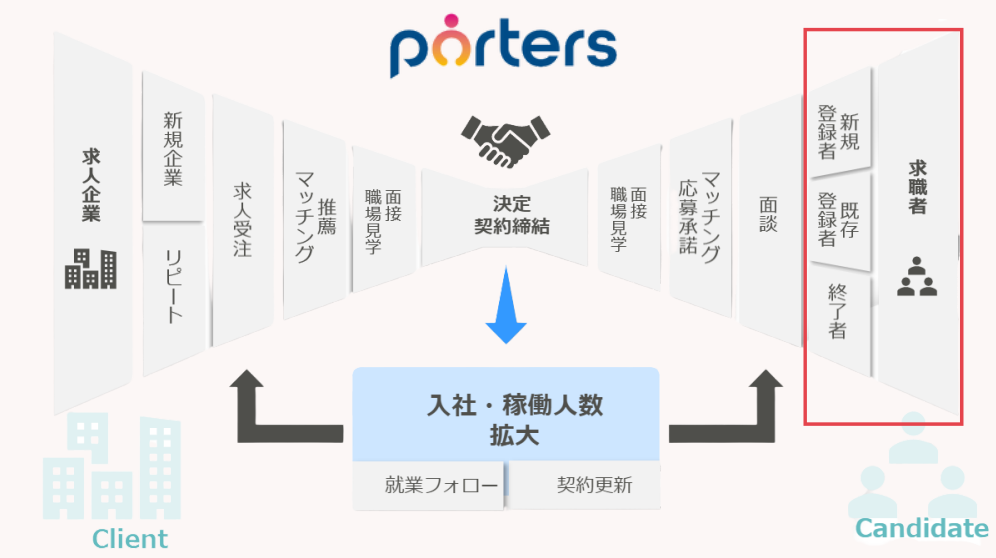 porters
求人企業
新規企業
リピート
求人受注
推薦
マッチング
面接
職場見学
決定
契約締結
面接
職場見学
マッチング
応募承諾
面談
新規
登録者
既存
登録者
終了者
求職者
入社・稼働人数
拡大
就業フォロー
契約更新
Client
Candidate